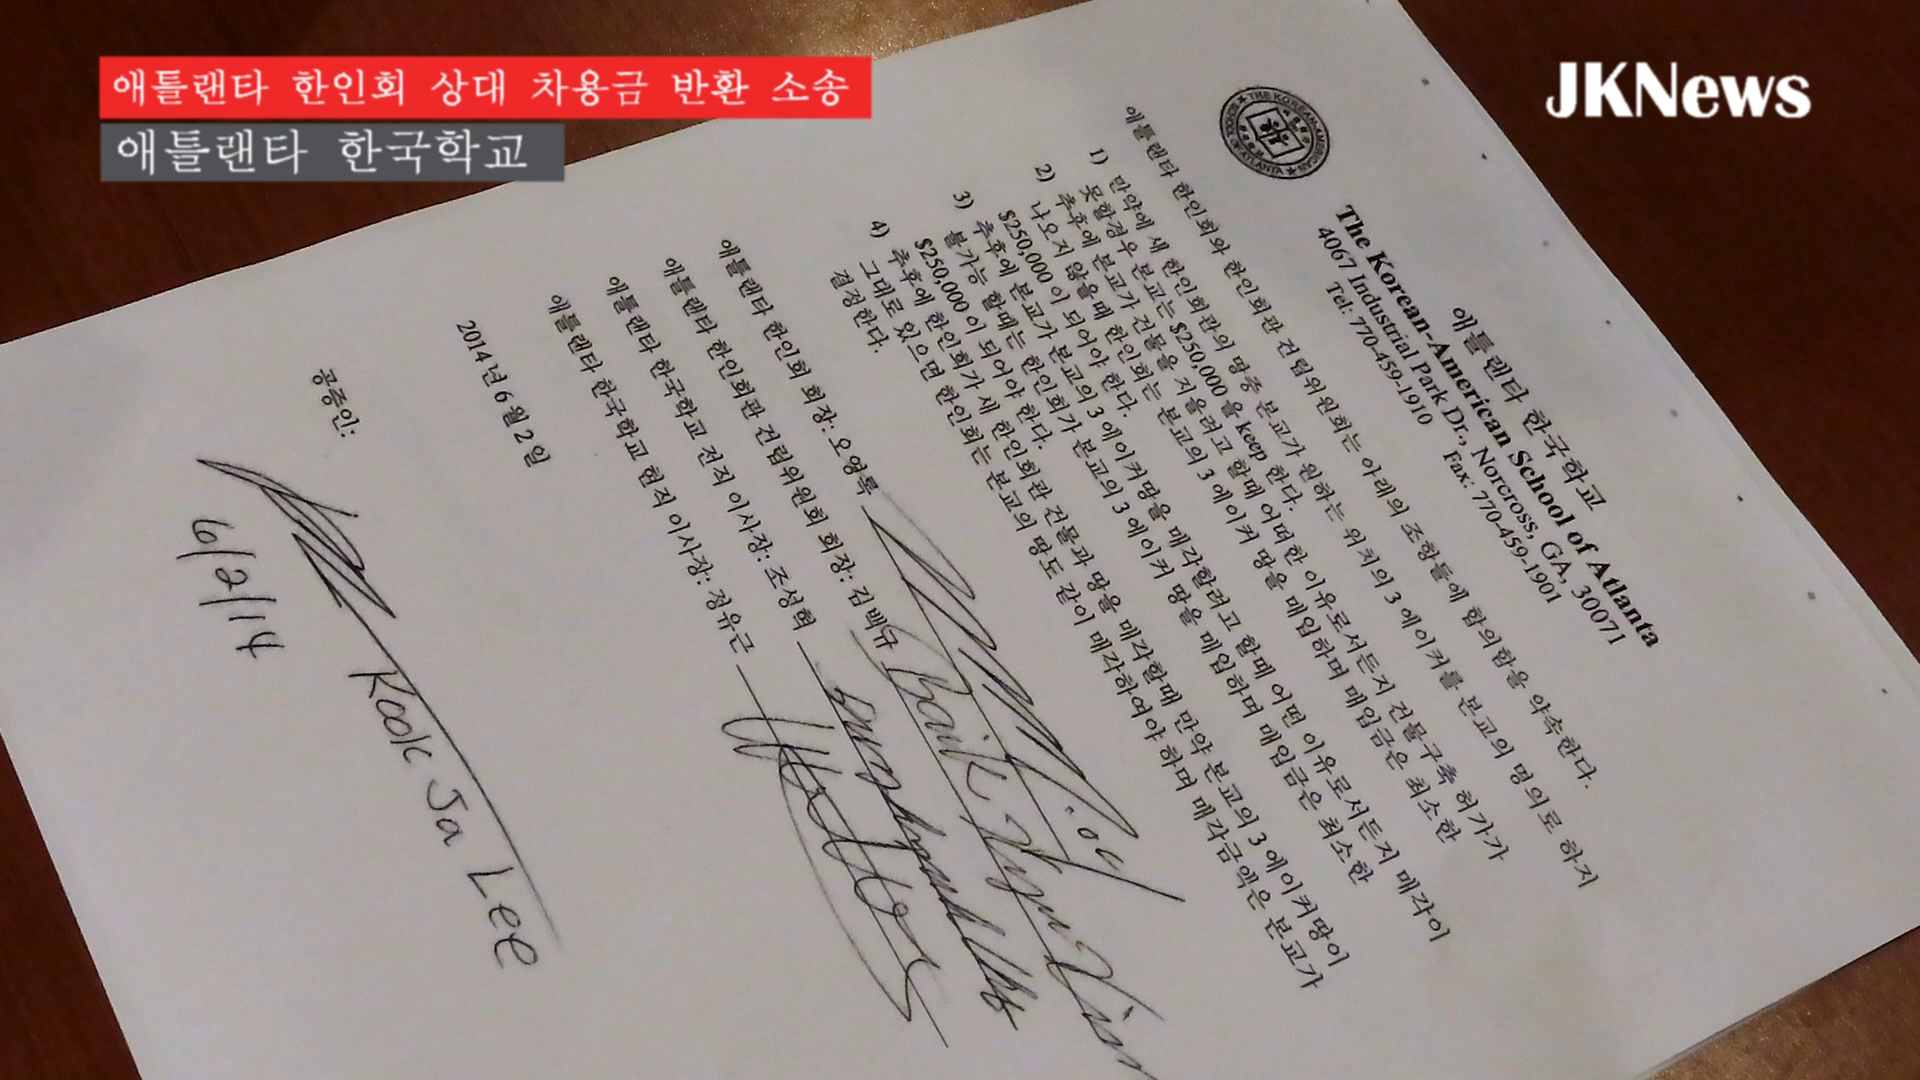 애틀랜타 한인회 상대 차용금 반환 소송
애틀랜타 한국학교
JKNews
THE KOREAN-AMERICAN SCHOOL OF ATLANTA
애틀랜타 한국학교
The Korean-American School of Atlanta
4067 Industrial Park Dr., Norcross, GA, 30071
Tel: 770-459-1910 Fax: 770-459-1901
애틀랜타 한인회와 한인회관 건립위원회는 아래의 조항들에 합의함을 약속한다.
1) 만약에 새 한인회관의 땅중 본교가 원하는 위치의 3 에이커를 본교의 명의로 하지
못할경우 본교는 $250,000 을 keep 한다.
2) 추후에 본교가 건물을 지을려고 할때 어떠한 이유로서든지 건물구축 허가가
나오지 않을때 한인회는 본교의 3 에이커 땅을 매입하며 매입금은 최소한
$250,000 이 되어야 한다.
3) 추후에 본교가 본교의 3 에이커땅을 매각할려고 할때 어떤 이유로서든지 매각이
불가능 할때는 한인회가 본교의 3 에이커 땅을 매입하며 매입금은 최소한
$250,000 이 되어야 한다.
4) 추후에 한인회가 새 한인회관 건물과 땅을 매각할때 만약 본교의 3 에이커땅이
그대로 있으면 한인회는 본교의 땅도 같이 매각하여야 하며 매각금액은 본교가
결정한다.
애틀랜타 한인회 회장: 오영록
애틀랜타 한인회관 건립위원회 회장: 김백규 Baik Kyu Kim
애틀랜타 한국학교 전직 이사장: 조성혁
애틀랜타 한국학교 현직 이사장: 정유근
2014 년 6 월 2 일
공증인:
Kook Ja Lee
6/2/14